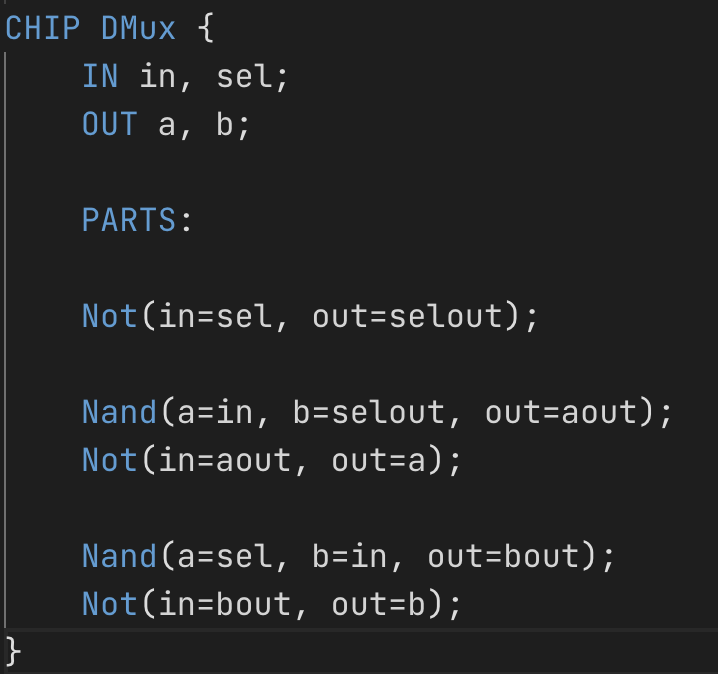 CHIP DMux {
    IN in, sel;
    OUT a, b;

    PARTS:

    Not(in=sel, out=selout);

    Nand(a=in, b=selout, out=aout);
    Not(in=aout, out=a);

    Nand(a=sel, b=in, out=bout);
    Not(in=bout, out=b);
}